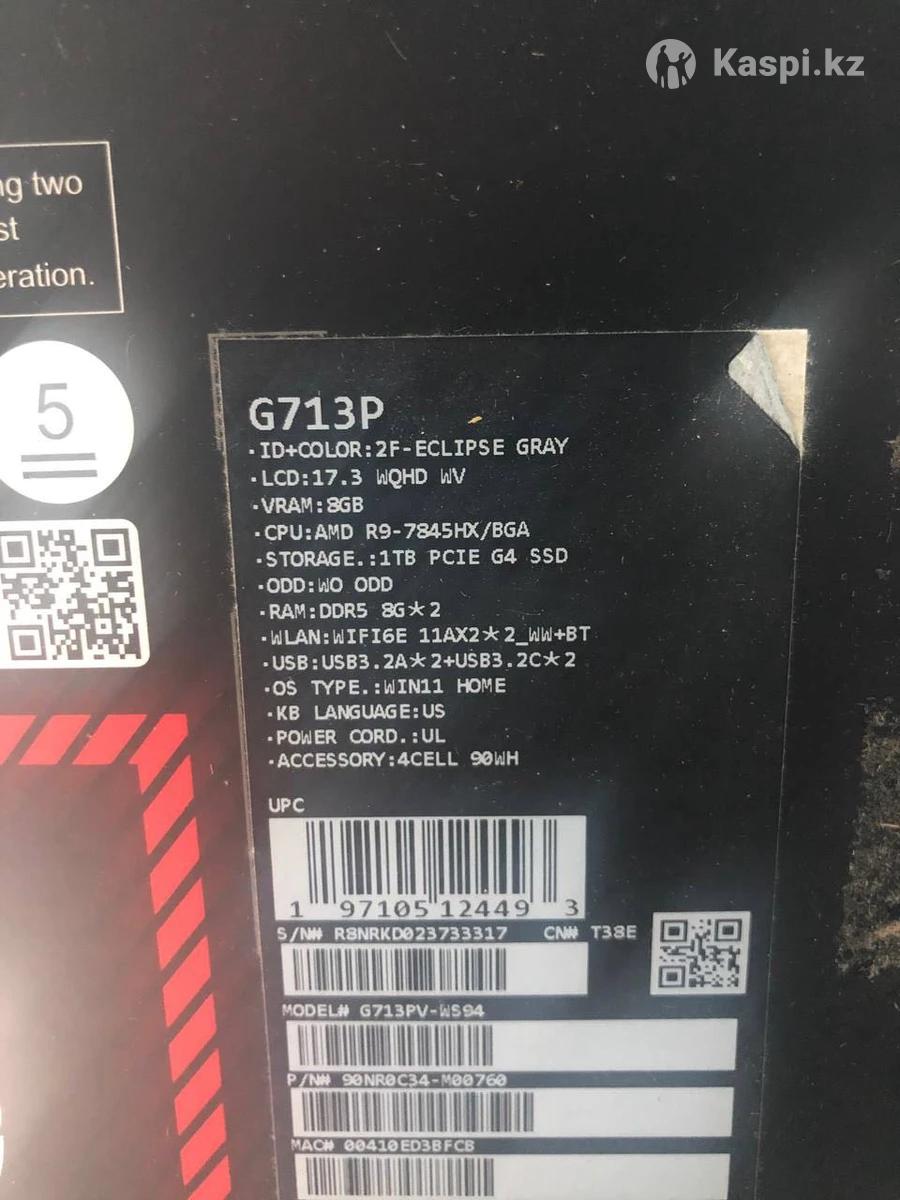 Kaspi.kz
ng two
st
eration.
5
G713P
·ID+COLOR:2F-ECLIPSE GRAY
·LCD:17.3 WQHD WV
·VRAM:8GB
·CPU:AMD R9-7845HX/BGA
·STORAGE.:1TB PCIE G4 SSD
·ODD:WO ODD
·RAM:DDR5 8G*2
·WLAN:WIFI6E 11AX2*2_WW+BT
·USB:USB3.2A*2+USB3.2C*2
·OS TYPE.:WIN11 HOME
·KB LANGUAGE:US
·POWER CORD.:UL
·ACCESSORY:4CELL 90WH
UPC
1 97105 12449 3
S/N# R8NRKD023733317 CN# T38E
MODEL# G713PV-WS94
P/N# 90NR0C34-M00760
MAC# 00410ED3BFCB